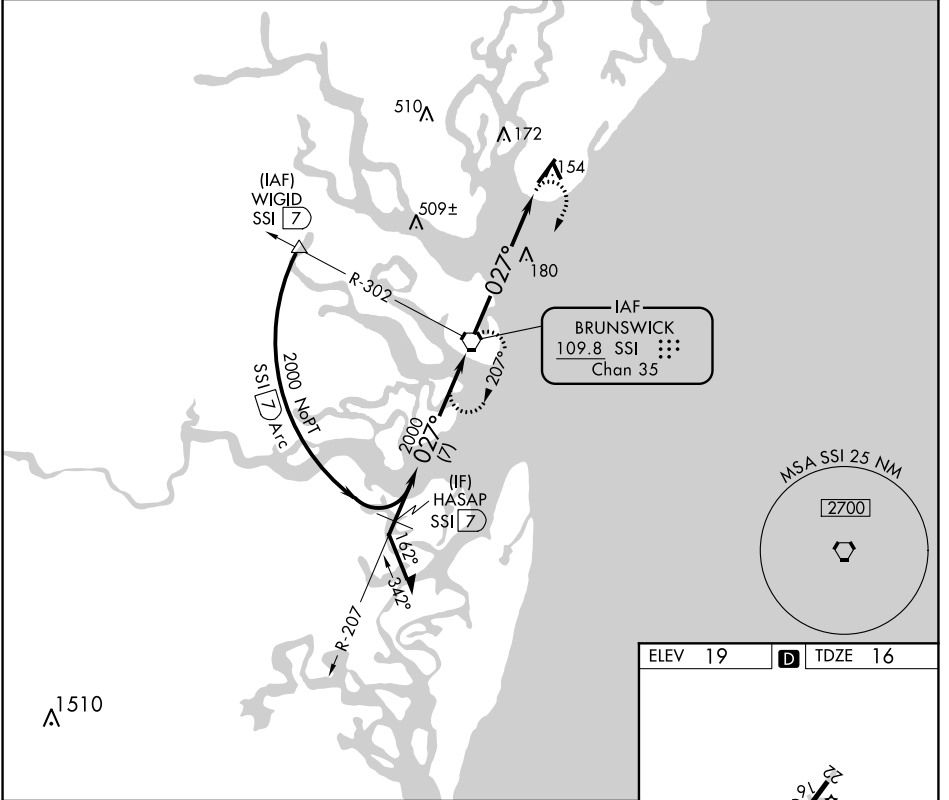 510
172
154
(IAF)
WIGID
SSI 7
509±
180
R-302
027°
IAF
BRUNSWICK
109.8 SSI
Chan 35
207°
2000 NoPT
SSI 7 Arc
2000
027°
(7)
(IF)
HASAP
SSI 7
162°
342°
R-207
MSA SSI 25 NM
2700
1510
ELEV 19 D TDZE 16
22
16